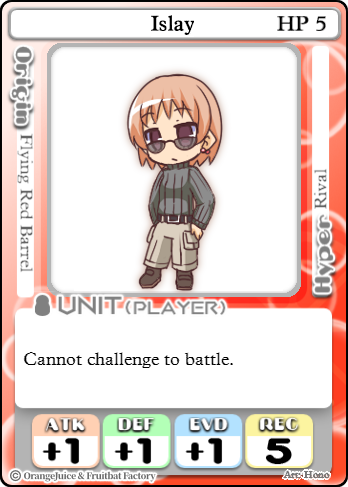 Islay HP 5
Origin Flying Red Barrel
Hyper Rival
UNIT (PLAYER)
Cannot challenge to battle.
ATK DEF EVD REC
+1 +1 +1 5
© OrangeJuice & Fruitbat Factory Art: Hono